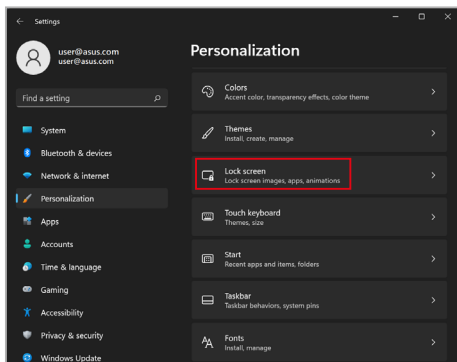 Settings
user@asus.com
user@asus.com
Find a setting
System
Bluetooth & devices
Network & internet
Personalization
Apps
Accounts
Time & language
Gaming
Accessibility
Privacy & security
Windows Update
Personalization
Colors
Accent color, transparency effects, color theme
Themes
Install, create, manage
Lock screen
Lock screen images, apps, animations
Touch keyboard
Themes, size
Start
Recent apps and items, folders
Taskbar
Taskbar behaviors, system pins
Fonts
Install, manage